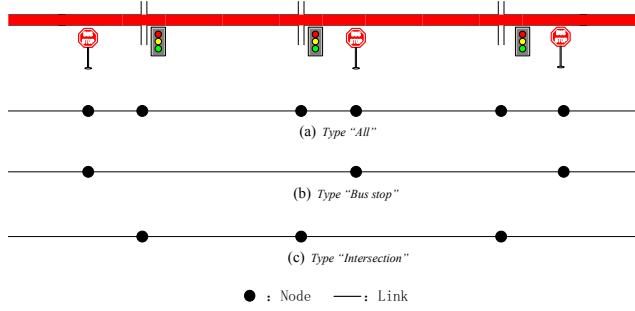 (a) Type “All”
(b) Type “Bus stop”
(c) Type “Intersection”
● : Node —— : Link